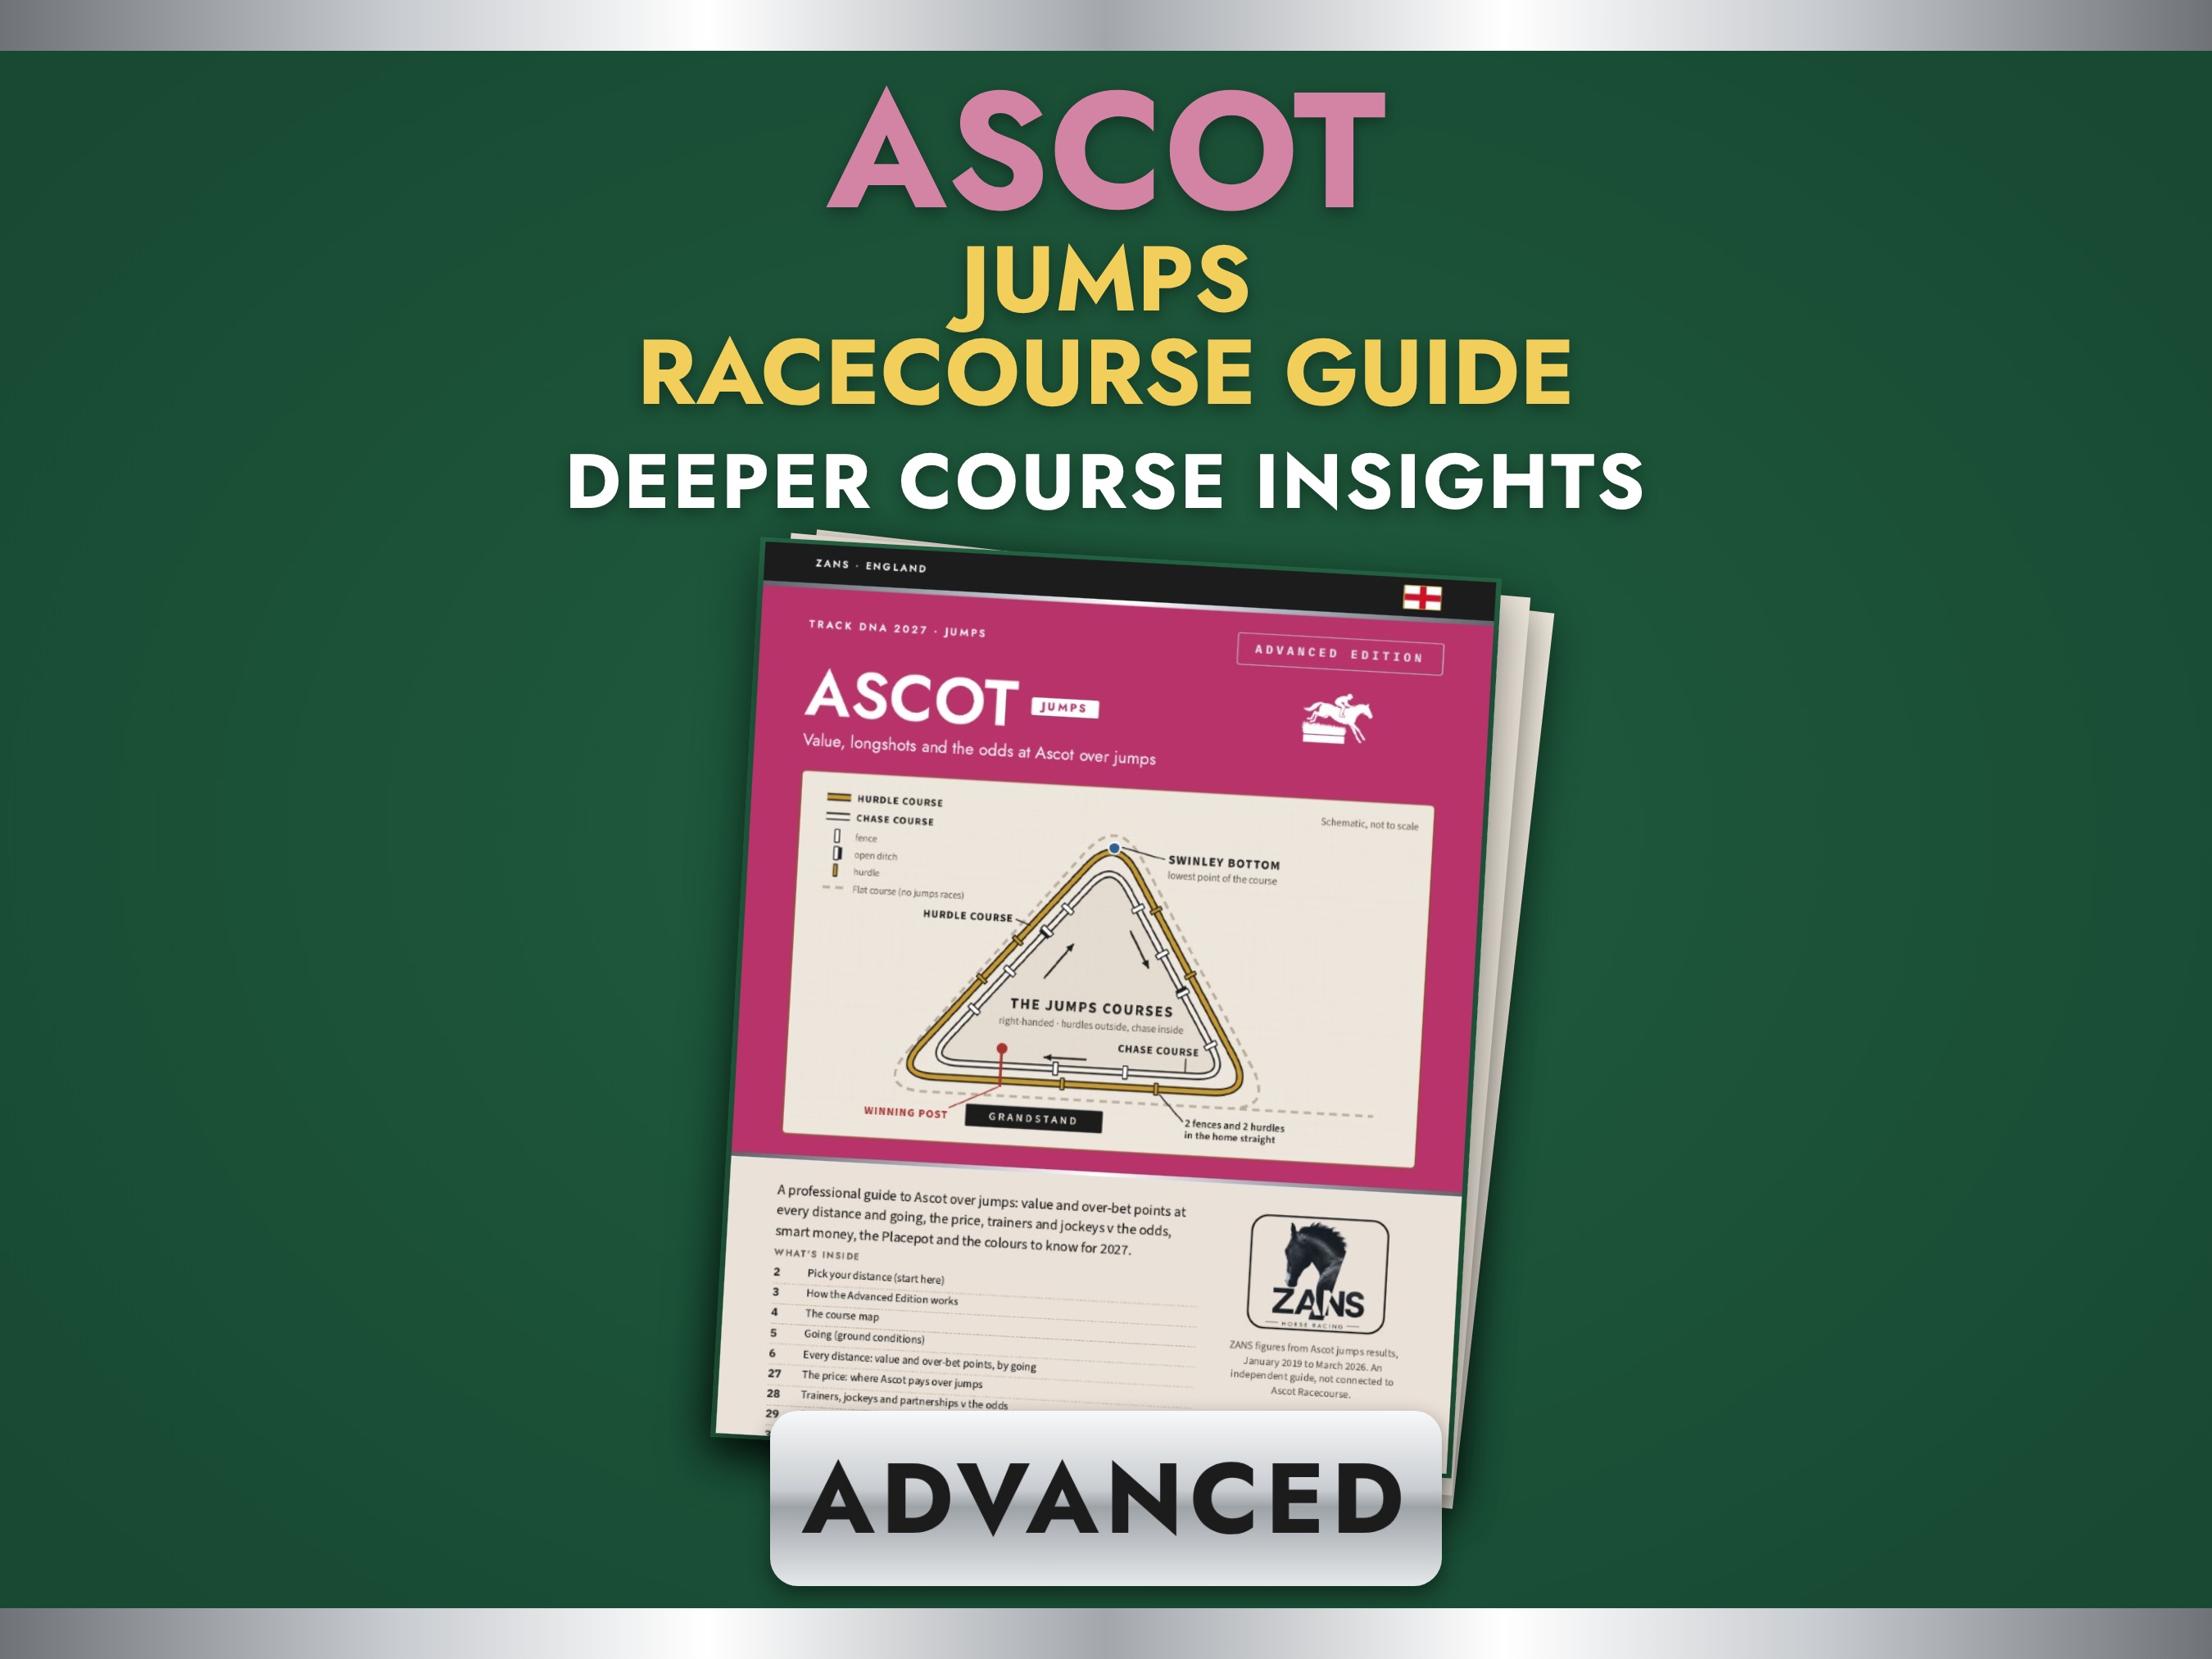 ASCOT
JUMPS
RACECOURSE GUIDE
DEEPER COURSE INSIGHTS
ZANS · ENGLAND
TRACK DNA 2027 · JUMPS
ADVANCED EDITION
ASCOT JUMPS
Value, longshots and the odds at Ascot over jumps
HURDLE COURSE
CHASE COURSE
fence
open ditch
hurdle
Flat course (no jumps races)
Schematic, not to scale
SWINLEY BOTTOM
lowest point of the course
HURDLE COURSE
THE JUMPS COURSES
right-handed · hurdles outside, chase inside
CHASE COURSE
WINNING POST
GRANDSTAND
2 fences and 2 hurdles
in the home straight
A professional guide to Ascot over jumps: value and over-bet points at
every distance and going, the price, trainers and jockeys v the odds,
smart money, the Placepot and the colours to know for 2027.
WHAT'S INSIDE
2 Pick your distance (start here)
3 How the Advanced Edition works
4 The course map
5 Going (ground conditions)
6 Every distance: value and over-bet points, by going
27 The price: where Ascot pays over jumps
28 Trainers, jockeys and partnerships v the odds
29
ZANS
HORSE RACING
ZANS figures from Ascot jumps results,
January 2019 to March 2026. An
independent guide, not connected to
Ascot Racecourse.
ADVANCED